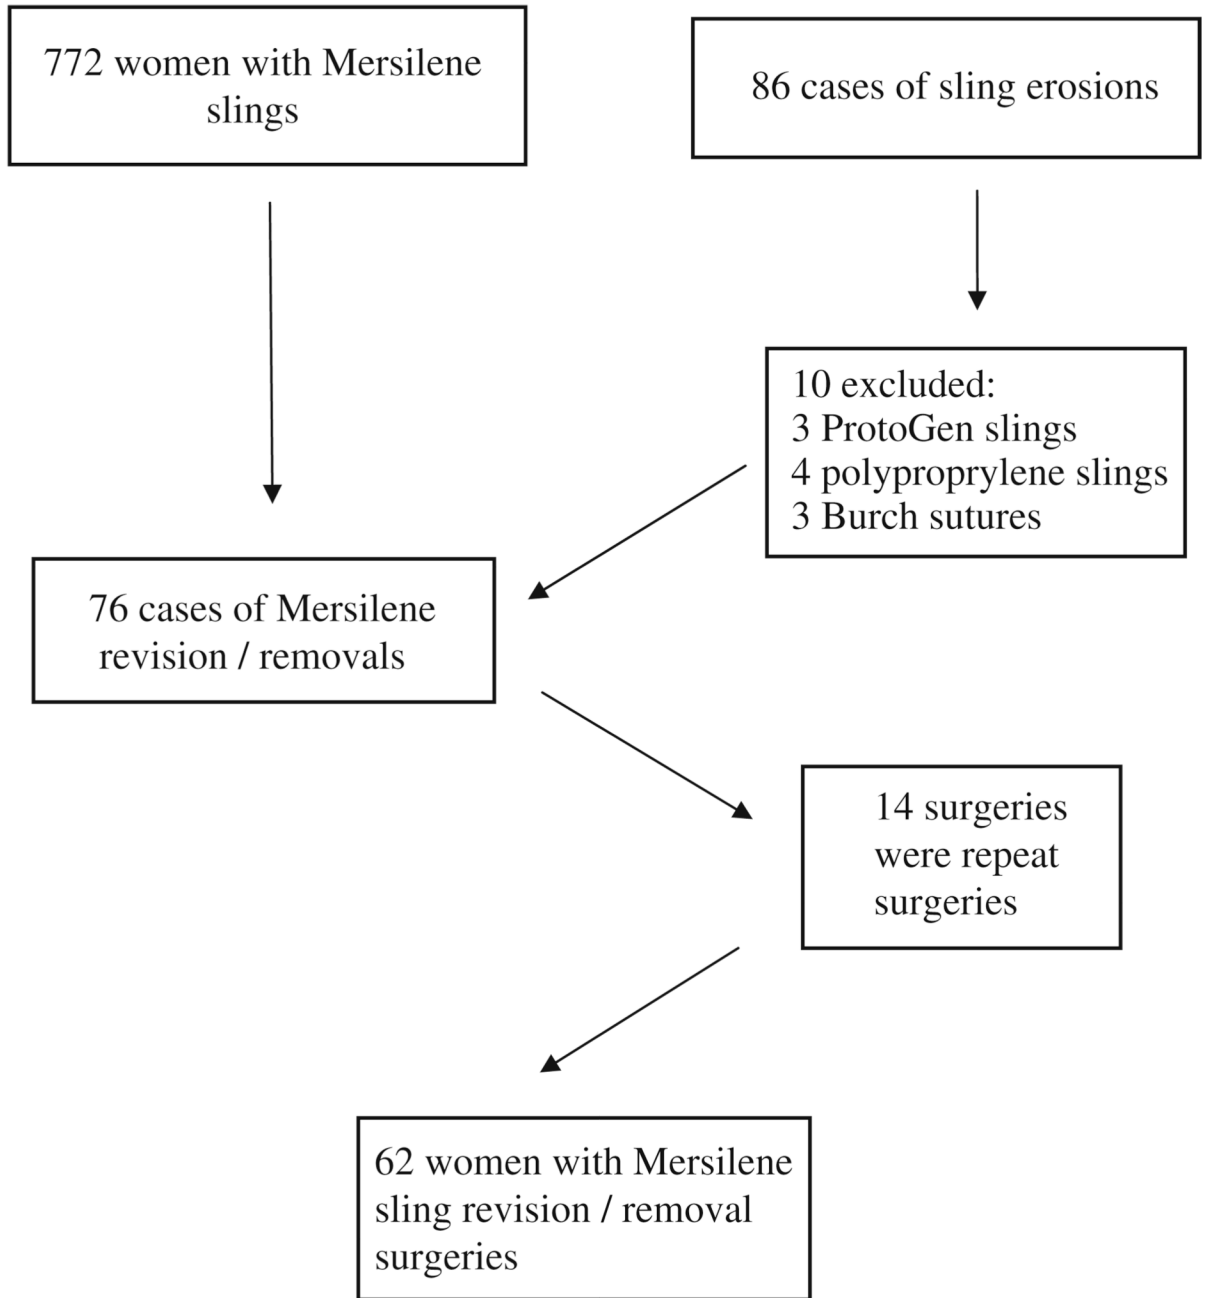 772 women with Mersilene
slings
86 cases of sling erosions
10 excluded:
3 ProtoGen slings
4 polyproprylene slings
3 Burch sutures
76 cases of Mersilene
revision / removals
14 surgeries
were repeat
surgeries
62 women with Mersilene
sling revision / removal
surgeries